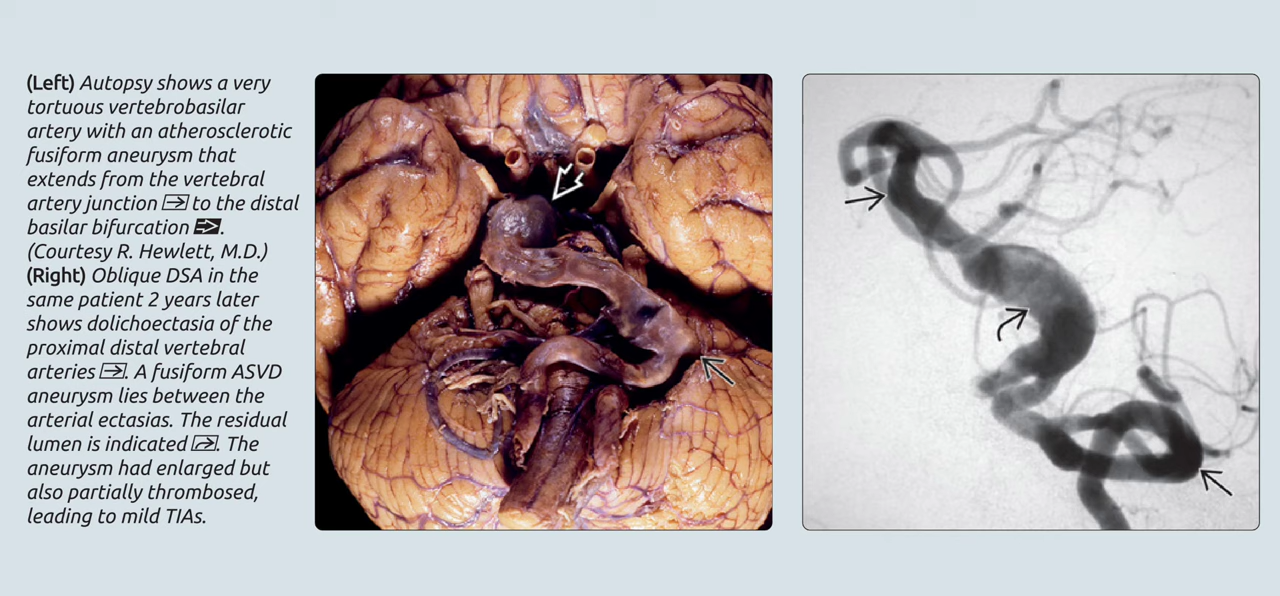 (Left) Autopsy shows a very
tortuous vertebrobasilar
artery with an atherosclerotic
fusiform aneurysm that
extends from the vertebral
artery junction to the distal
basilar bifurcation.
(Courtesy R. Hewlett, M.D.)
(Right) Oblique DSA in the
same patient 2 years later
shows dolichoectasia of the
proximal distal vertebral
arteries. A fusiform ASVD
aneurysm lies between the
arterial ectasias. The residual
lumen is indicated. The
aneurysm had enlarged but
also partially thrombosed,
leading to mild TIAs.